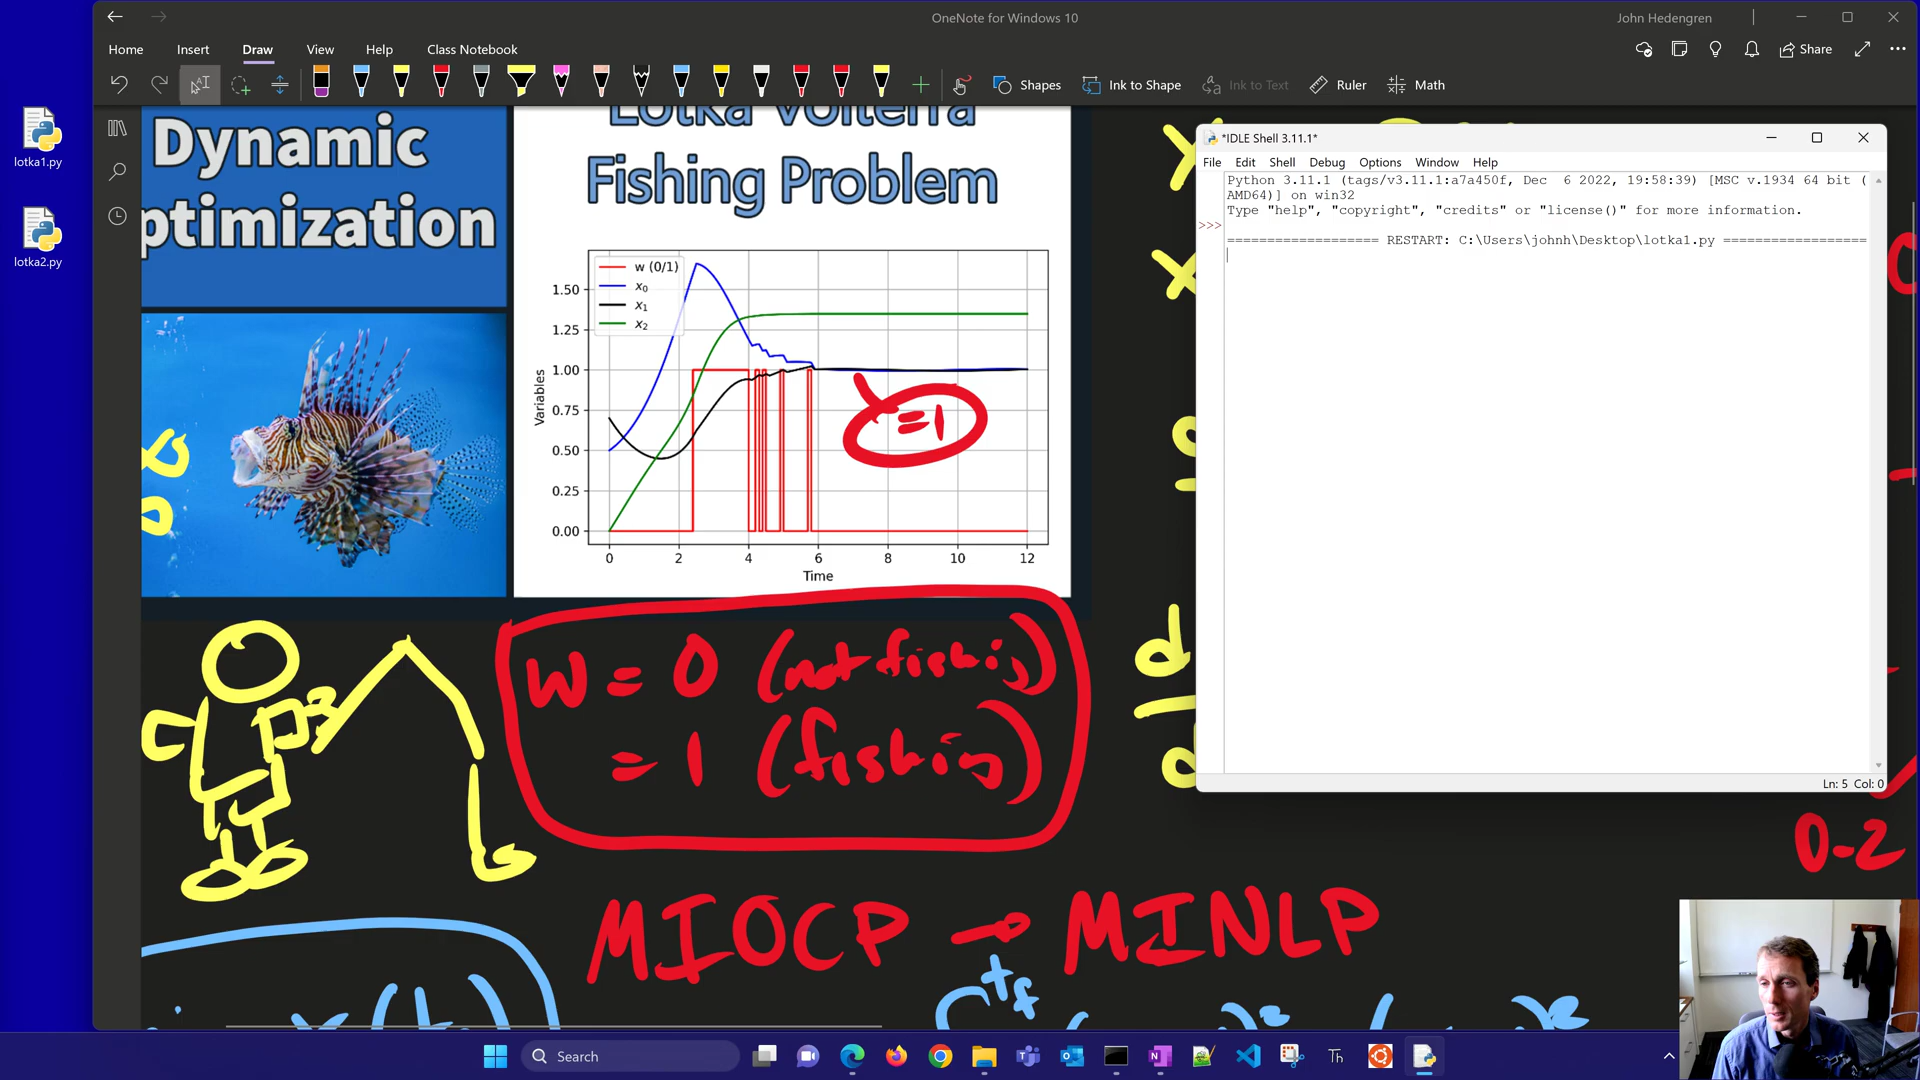 OneNote for Windows 10
John Hedengren
Home Insert Draw View Help Class Notebook
Share
Shapes Ink to Shape Ink to Text Ruler Math
lotka1.py
lotka2.py
Dynamic
ptimization
Lotka Volterra
Fishing Problem
w (0/1)
x0
x1
x2
1.50
1.25
1.00
0.75
0.50
0.25
0.00
Variables
0 2 4 6 8 10 12
Time
=1
w = 0 (not fishing)
= 1 (fishing)
MIOCP → MINLP
tf
0-2
*IDLE Shell 3.11.1*
File Edit Shell Debug Options Window Help
Python 3.11.1 (tags/v3.11.1:a7a450f, Dec  6 2022, 19:58:39) [MSC v.1934 64 bit (
AMD64)] on win32
Type "help", "copyright", "credits" or "license()" for more information.
>>>
=================== RESTART: C:\Users\johnh\Desktop\lotka1.py ==================
Ln: 5 Col: 0
Search